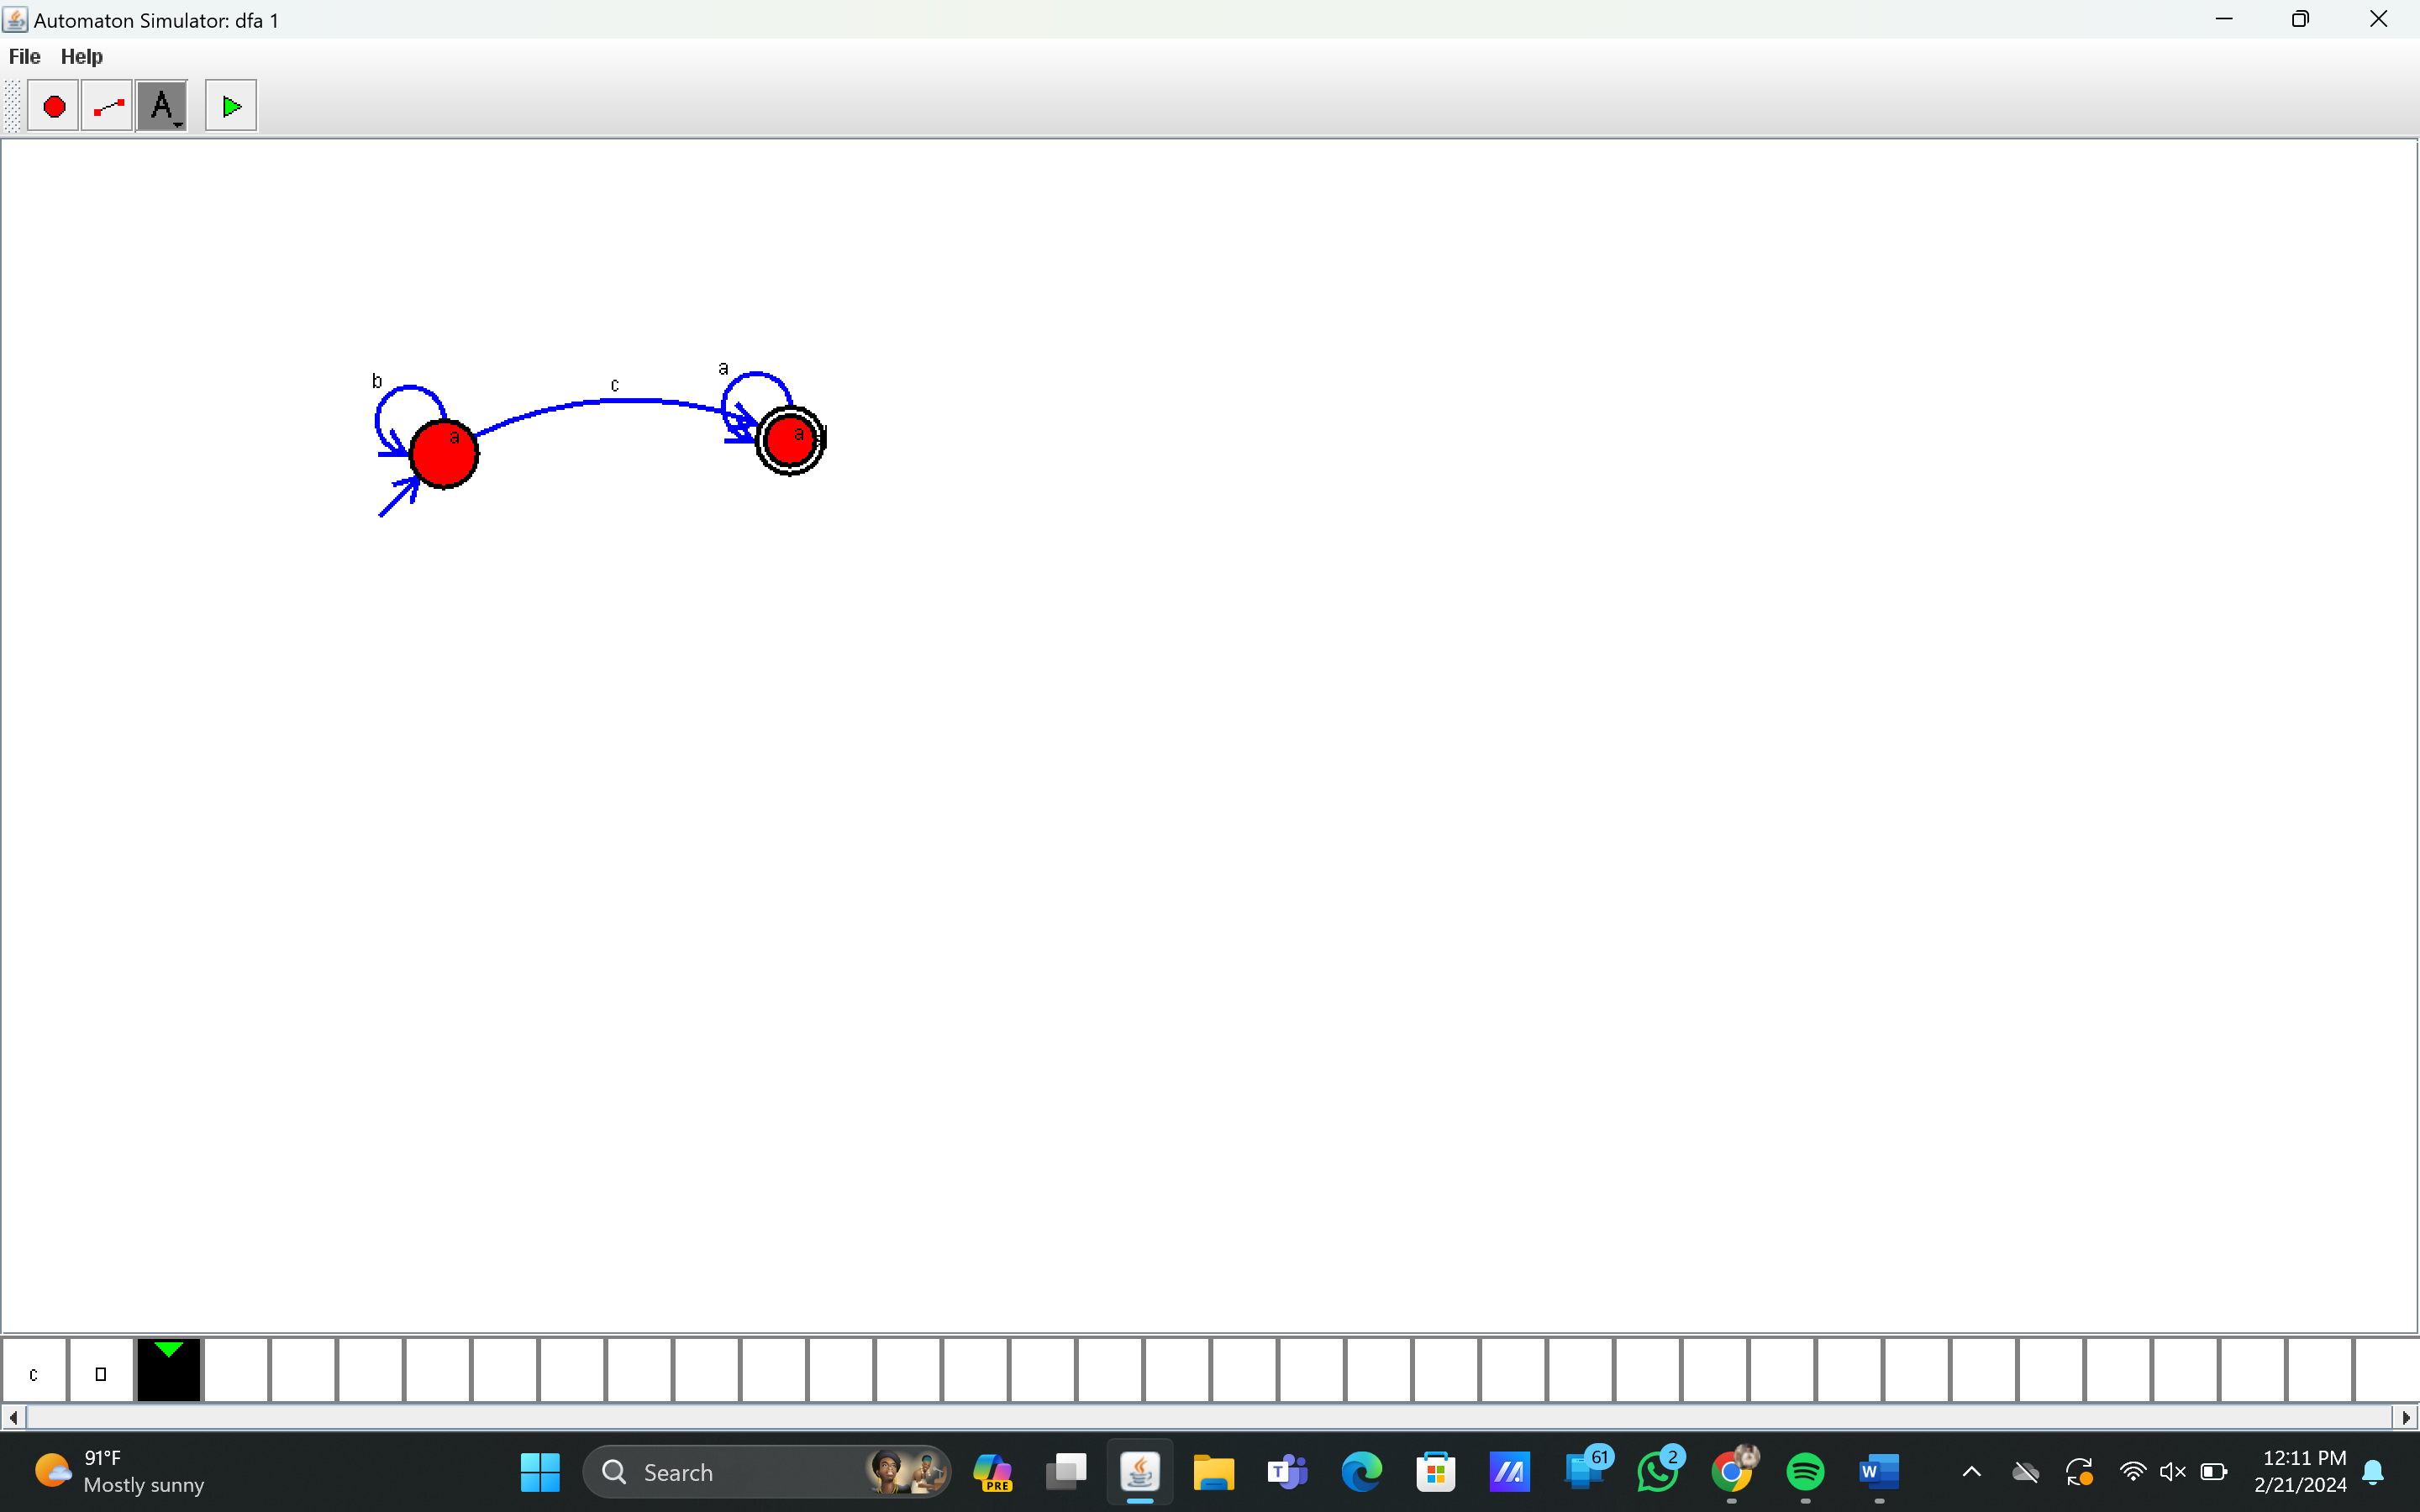 Automaton Simulator: dfa 1
File Help
A
b
c
a
a
a
c
91°F
Mostly sunny
Search
PRE
T
61
2
W
12:11 PM
2/21/2024